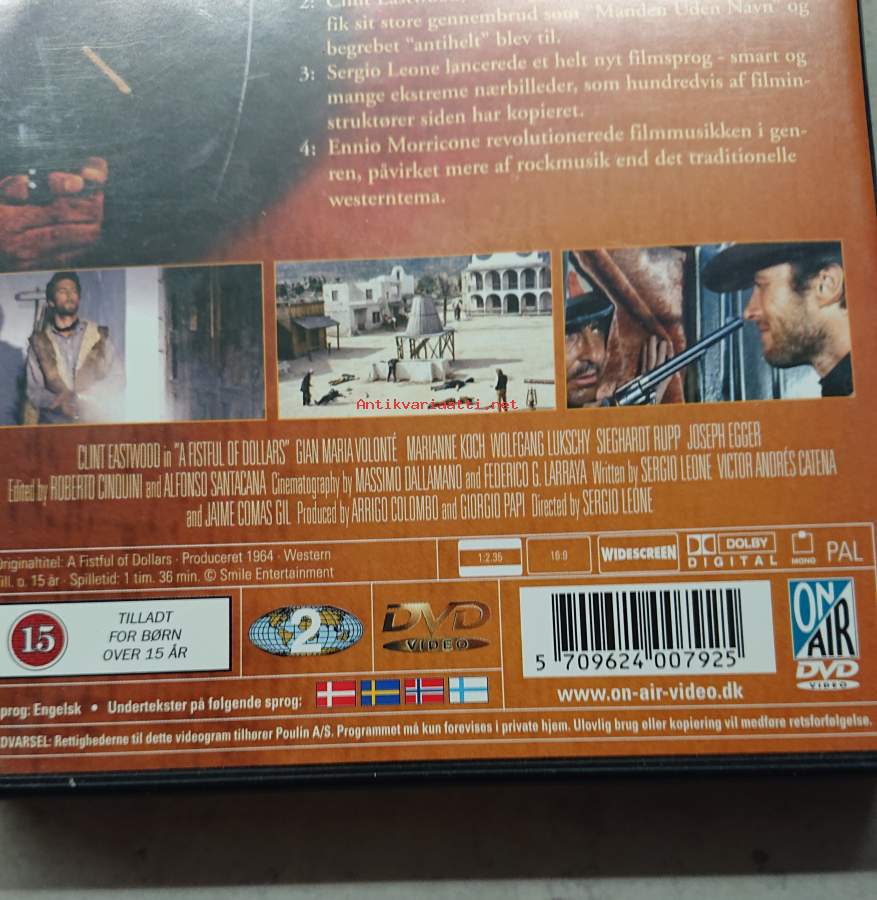 2: Clint Eastwood,
fik sit store gennembrud som "Manden Uden Navn" og
begrebet "antihelt" blev til.
3: Sergio Leone lancerede et helt nyt filmsprog - smart og
mange ekstreme nærbilleder, som hundredvis af filmin-
struktører siden har kopieret.
4: Ennio Morricone revolutionerede filmmusikken i gen-
ren, påvirket mere af rockmusik end det traditionelle
westerntema.
Antikvariaatti.net
CLINT EASTWOOD in "A FISTFUL OF DOLLARS" GIAN MARIA VOLONTÉ MARIANNE KOCH WOLFGANG LUKSCHY SIEGHARDT RUPP JOSEPH EGGER
Edited by ROBERTO CINQUINI and ALFONSO SANTACANA Cinematography by MASSIMO DALLAMANO and FEDERICO G. LARRAYA Written by SERGIO LEONE VICTOR ANDRÉS CATENA
and JAIME COMAS GIL Produced by ARRIGO COLOMBO and GIORGIO PAPI Directed by SERGIO LEONE
Originaltitel: A Fistful of Dollars · Produceret 1964 · Western
Till. o. 15 år · Spilletid: 1 tim. 36 min. © Smile Entertainment
1:2.35
16:9
WIDESCREEN
DOLBY
DIGITAL
MONO
PAL
15
TILLADT
FOR BØRN
OVER 15 ÅR
2
DVD
VIDEO
5 709624 007925
www.on-air-video.dk
ON
AIR
DVD
VIDEO
prog: Engelsk • Undertekster på følgende sprog:
DVARSEL: Rettighederne til dette videogram tilhører Poulin A/S. Programmet må kun forevises i private hjem. Ulovlig brug eller kopiering vil medføre retsforfølgelse.